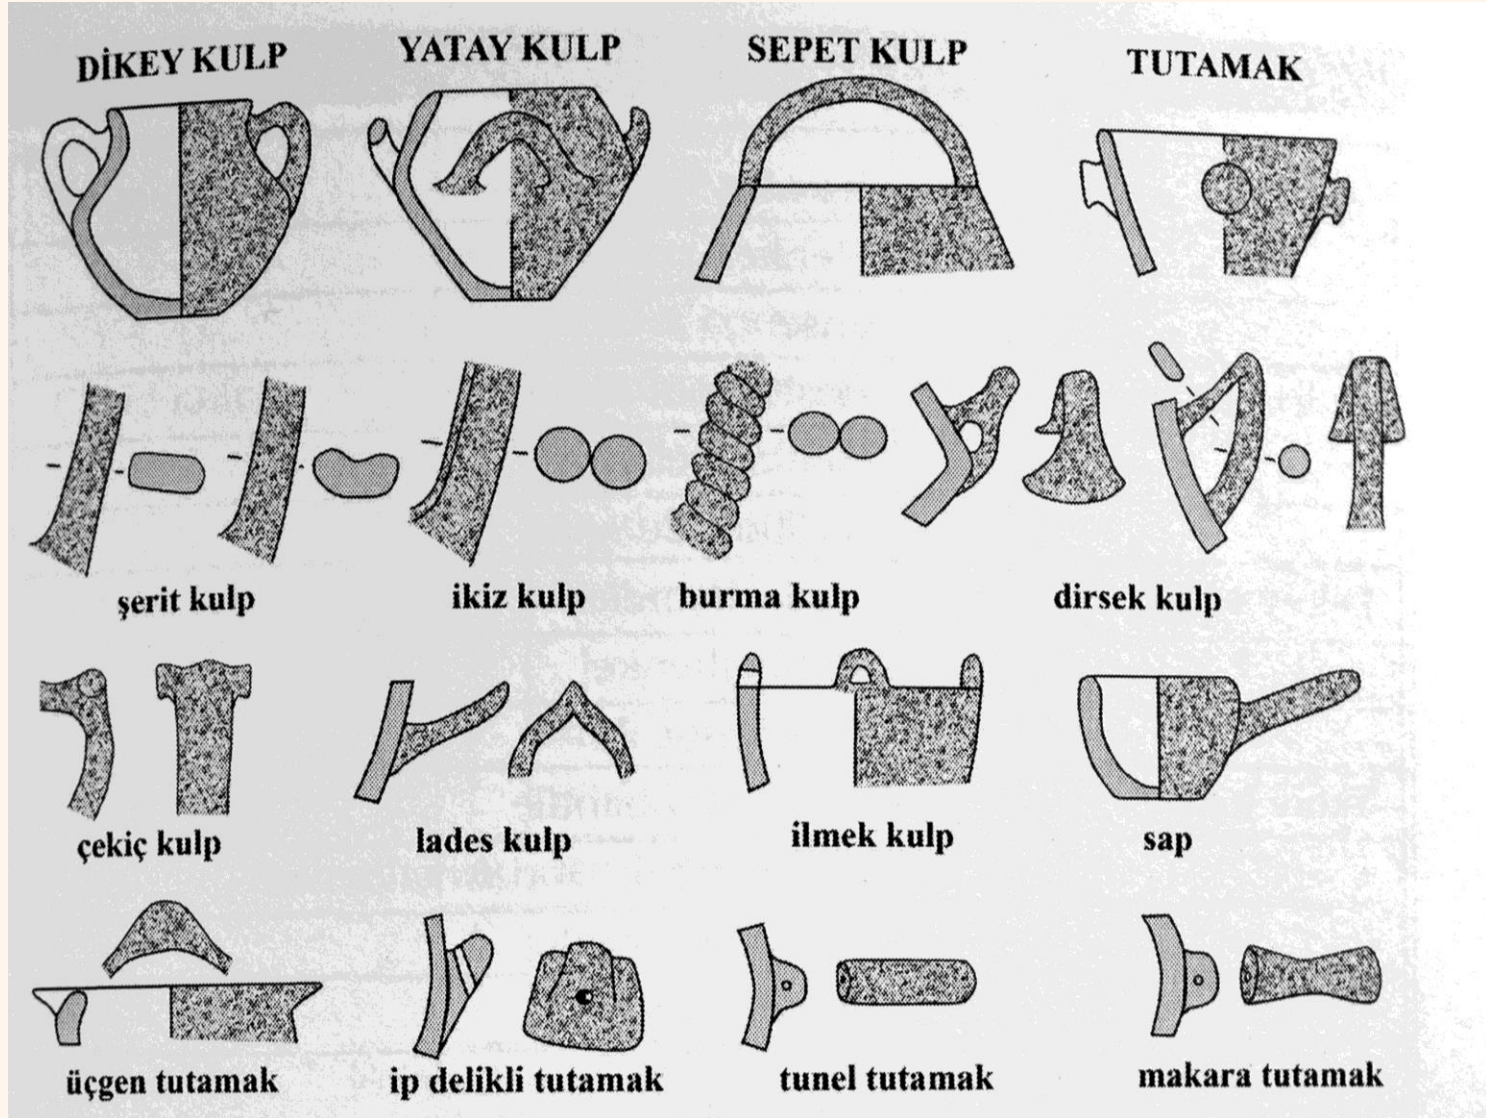 DİKEY KULP
YATAY KULP
SEPET KULP
TUTAMAK
şerit kulp
ikiz kulp
burma kulp
dirsek kulp
çekiç kulp
lades kulp
ilmek kulp
sap
üçgen tutamak
ip delikli tutamak
tunel tutamak
makara tutamak